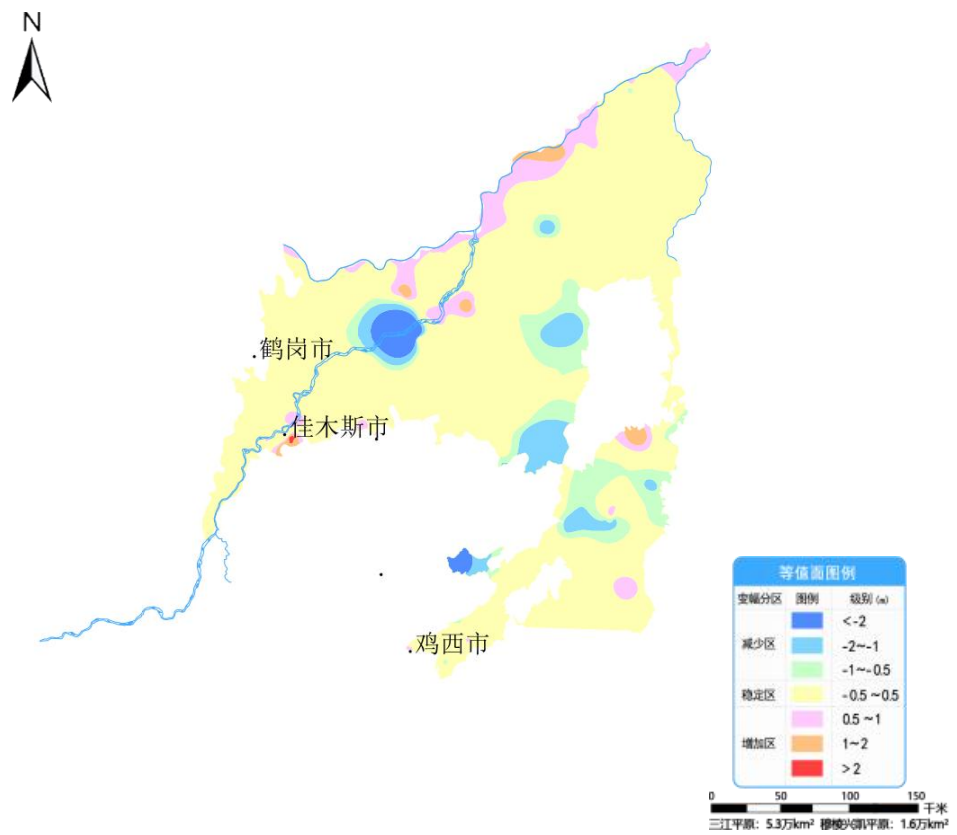 N
鹤岗市
佳木斯市
鸡西市
等值面图例
变幅分区 图例 级别 (m)
<-2
减少区 -2~-1
-1~-0.5
稳定区 -0.5~0.5
0.5~1
增加区 1~2
>2
0 50 100 150 千米
三江平原：5.3万km² 穆棱兴凯平原：1.6万km²